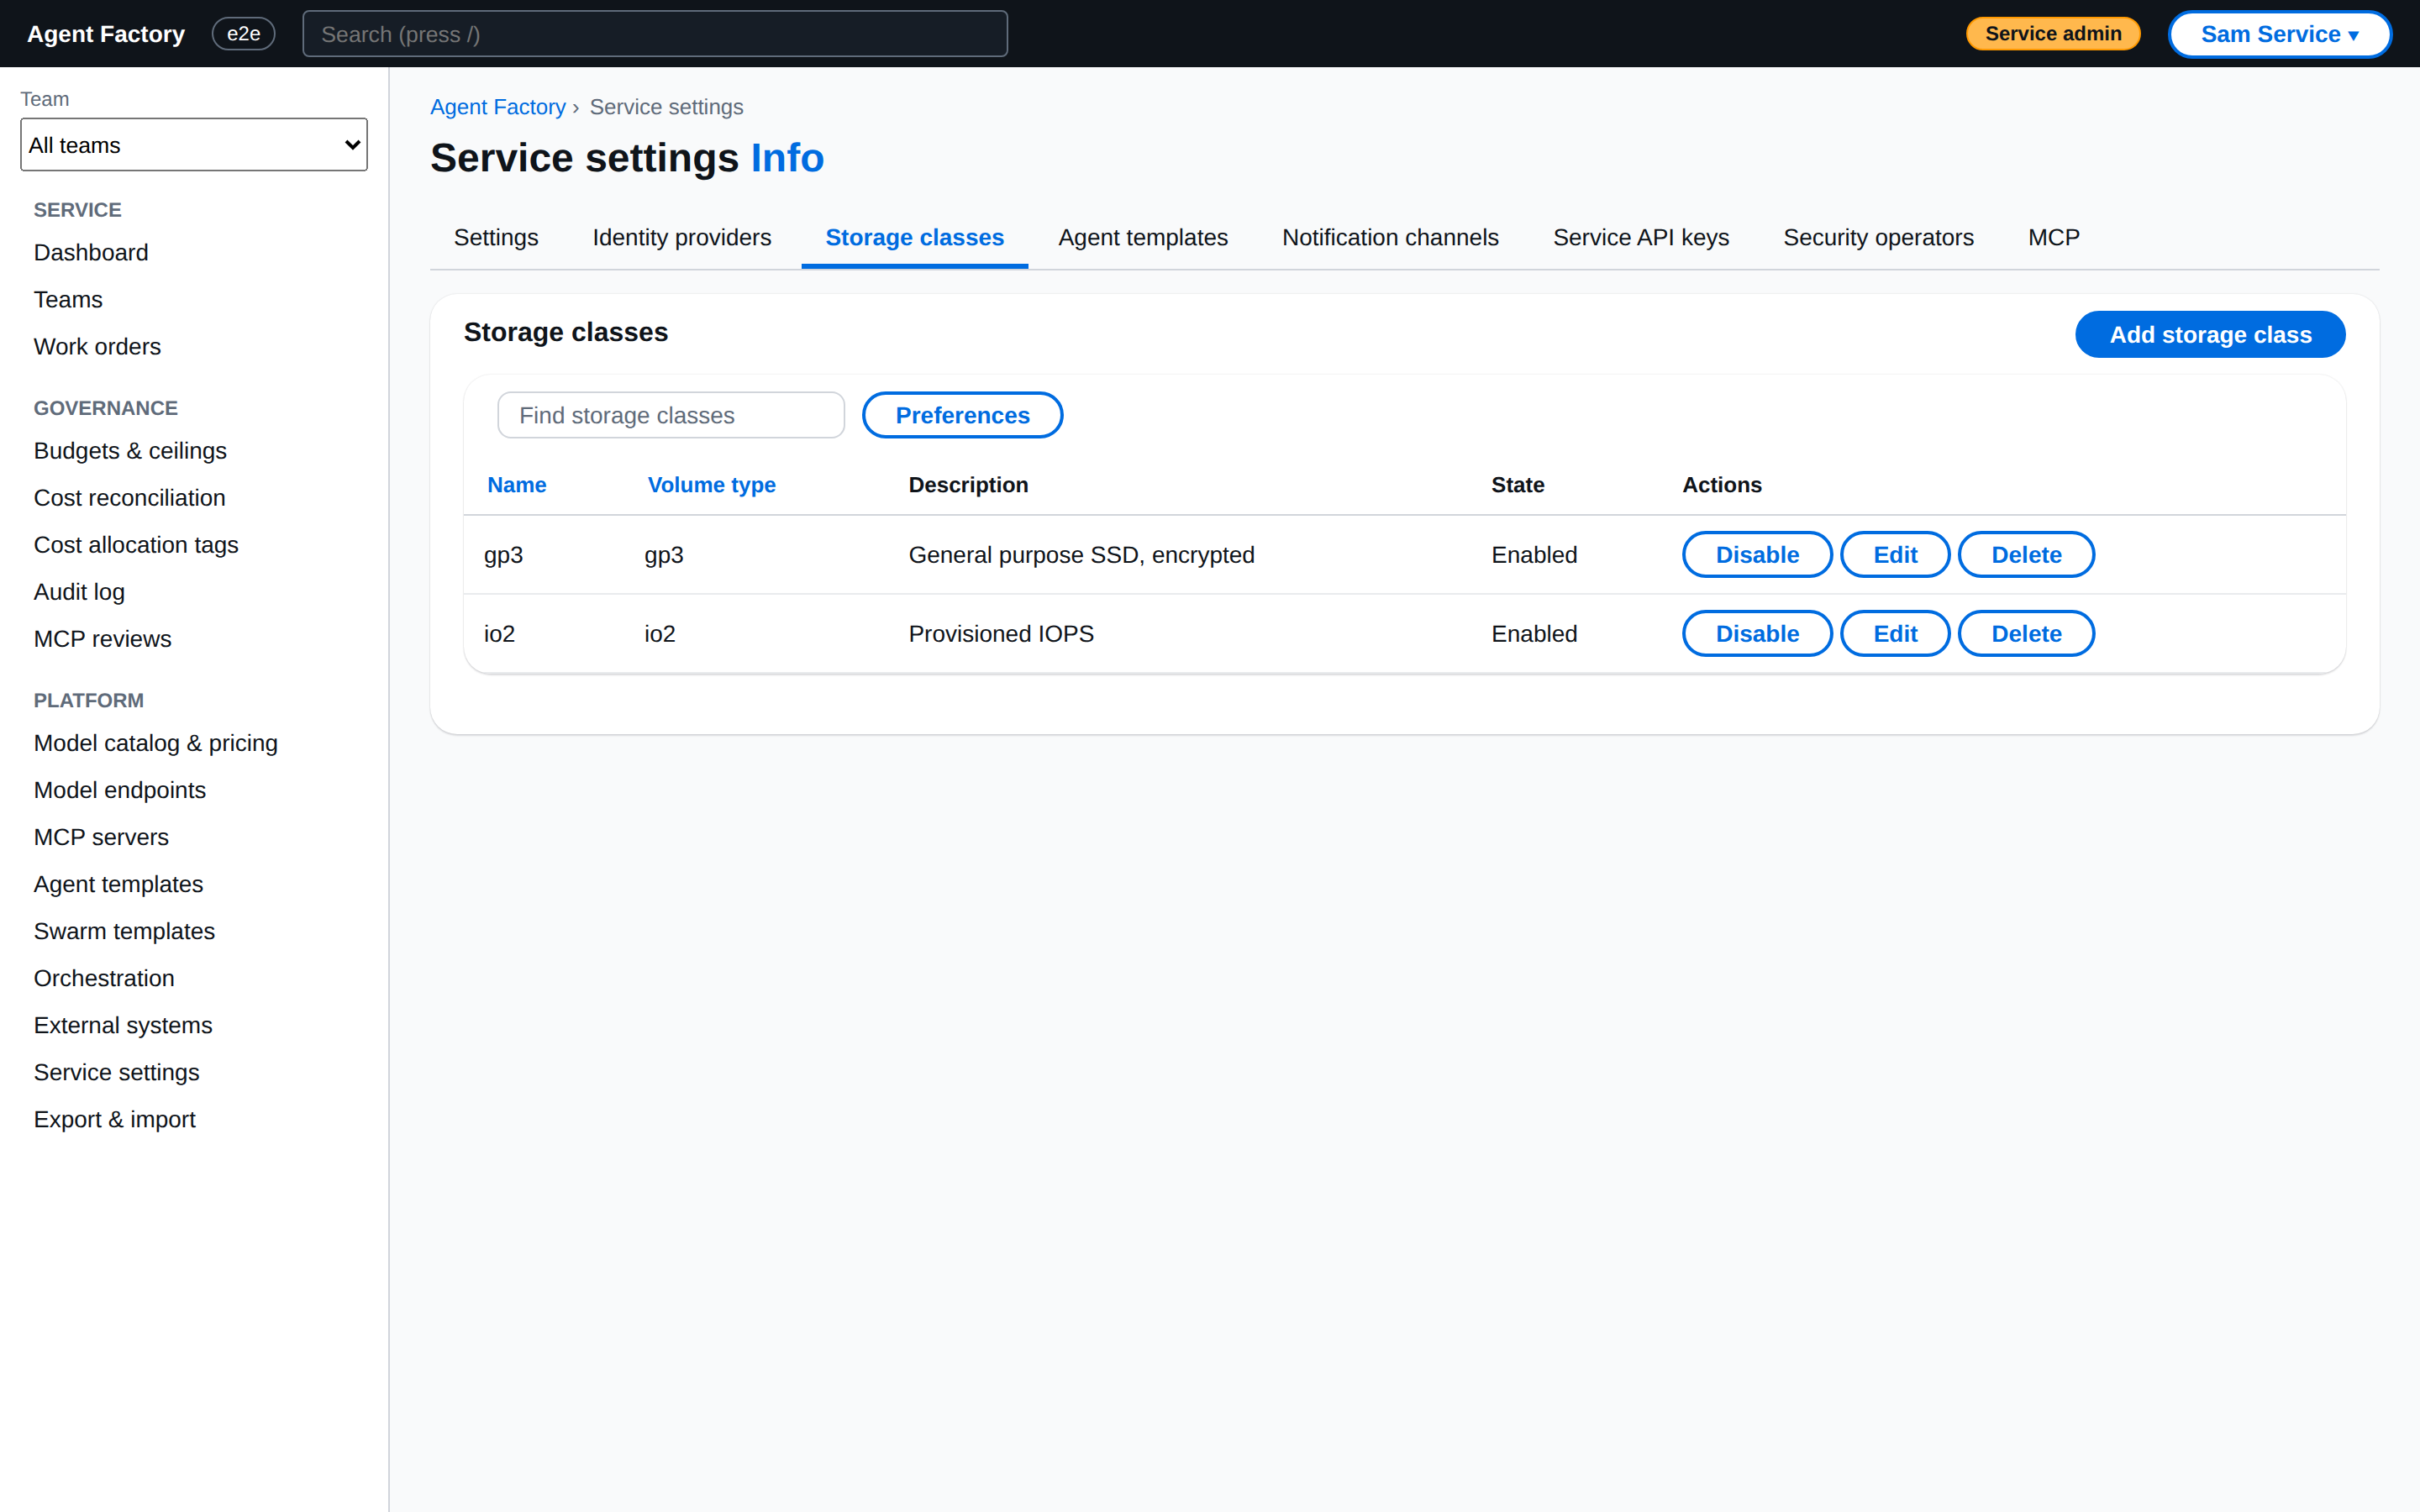 Agent Factory e2e Search (press /) Service admin Sam Service ▾
Team
All teams
SERVICE
Dashboard
Teams
Work orders
GOVERNANCE
Budgets & ceilings
Cost reconciliation
Cost allocation tags
Audit log
MCP reviews
PLATFORM
Model catalog & pricing
Model endpoints
MCP servers
Agent templates
Swarm templates
Orchestration
External systems
Service settings
Export & import
Agent Factory › Service settings
Service settings Info
Settings Identity providers Storage classes Agent templates Notification channels Service API keys Security operators MCP
Storage classes Add storage class
Find storage classes Preferences
Name Volume type Description State Actions
gp3 gp3 General purpose SSD, encrypted Enabled Disable Edit Delete
io2 io2 Provisioned IOPS Enabled Disable Edit Delete